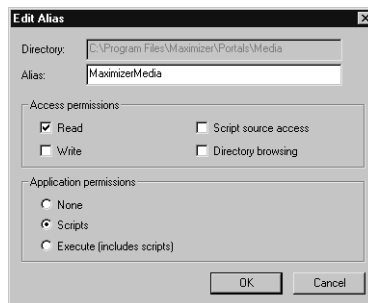 Edit Alias
Directory: C:\Program Files\Maximizer\Portals\Media
Alias: MaximizerMedia
Access permissions
Read Script source access
Write Directory browsing
Application permissions
None
Scripts
Execute (includes scripts)
OK Cancel